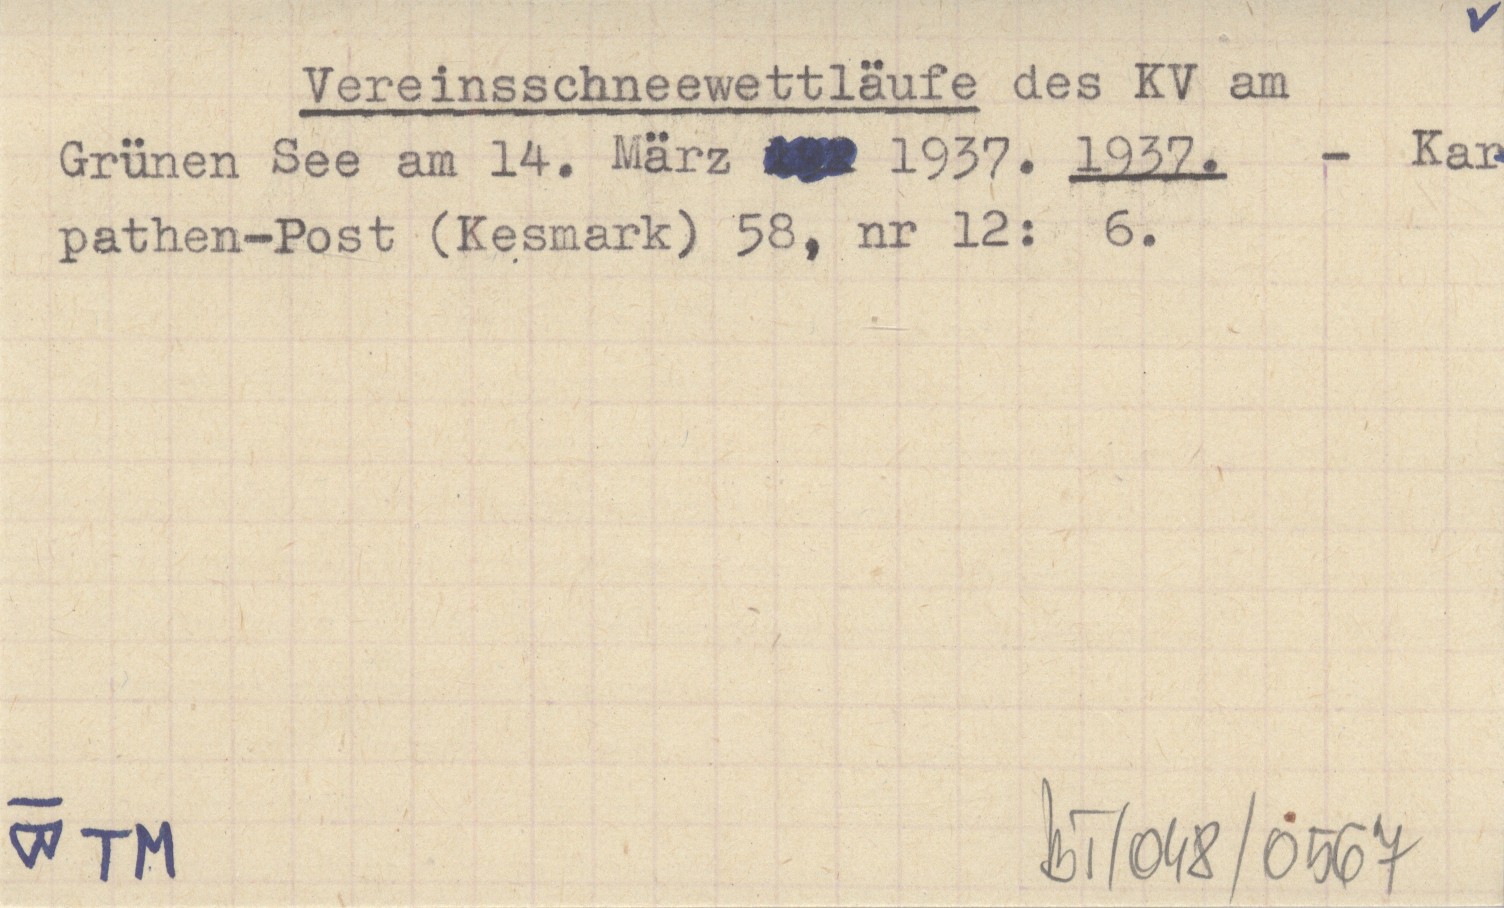 Vereinsschneewettläufe des KV am
Grünen See am 14. März 1937. 1937. - Kar-
pathen-Post (Kesmark) 58, nr 12: 6.
TM
BT/048/0567